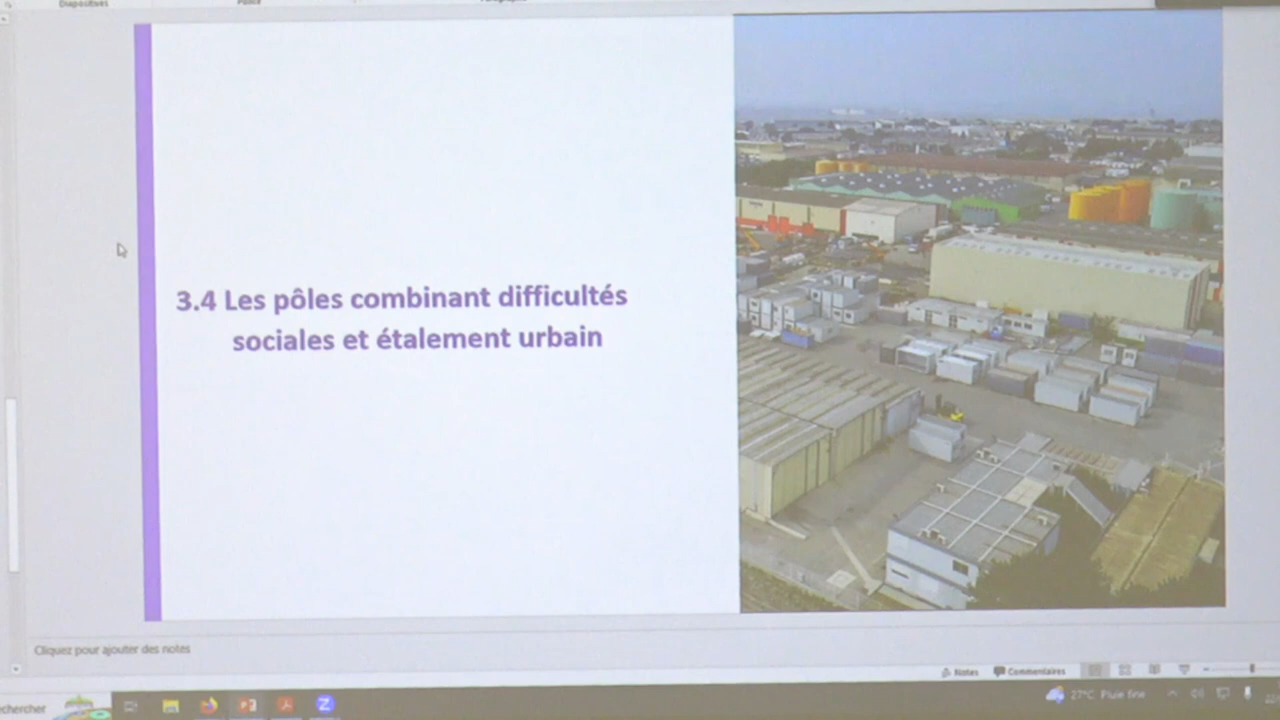 Diapositives
Police
3.4 Les pôles combinant difficultés
sociales et étalement urbain
Cliquez pour ajouter des notes
Notes
Commentaires
echercher
27°C Pluie fine